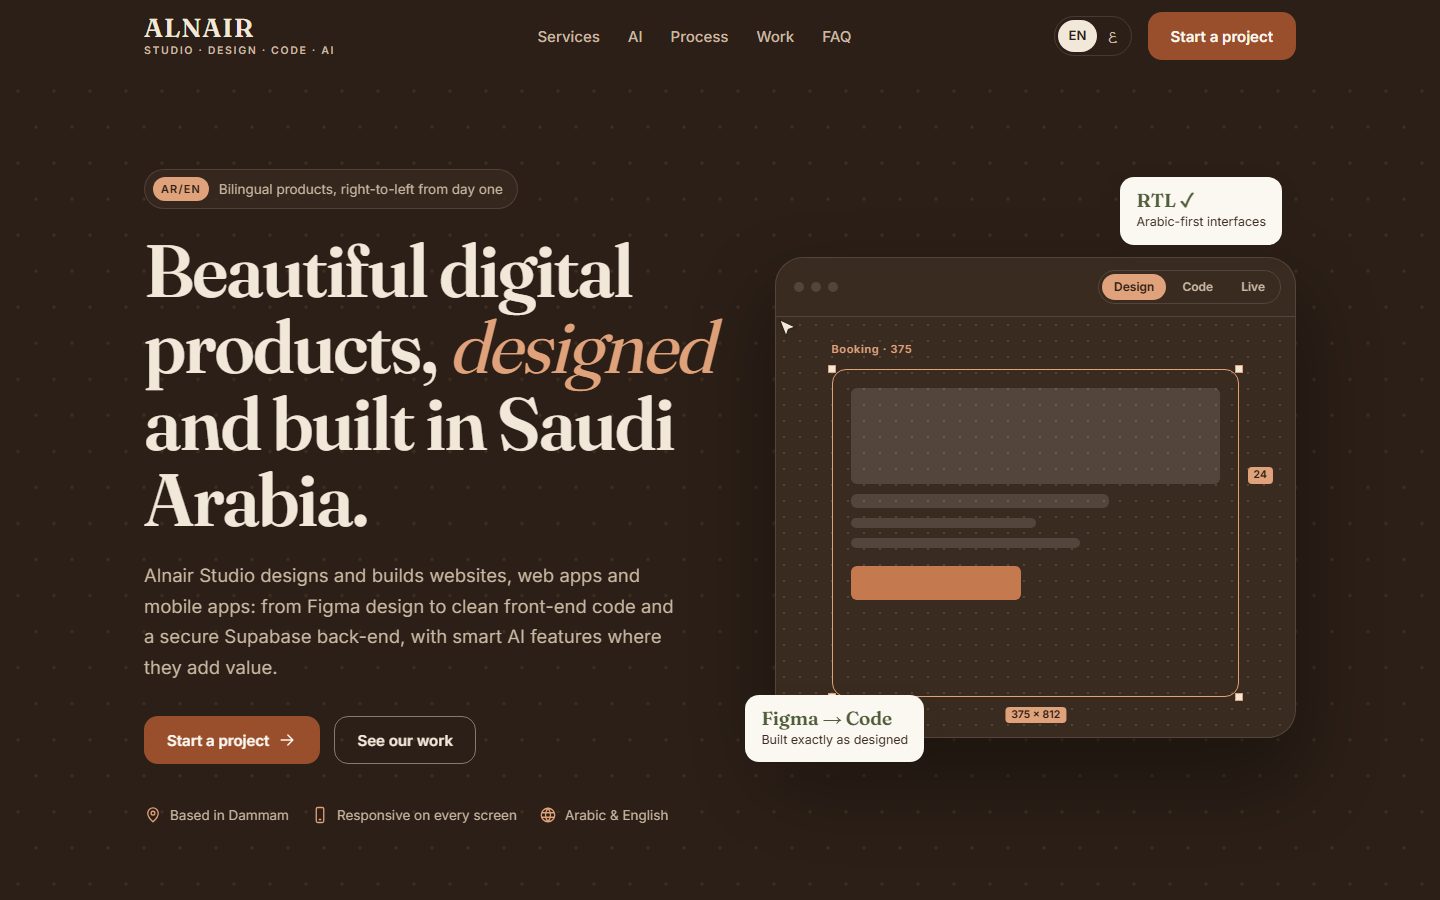 ALNAIR
STUDIO · DESIGN · CODE · AI
Services
AI
Process
Work
FAQ
EN
ع
Start a project
AR/EN
Bilingual products, right-to-left from day one
Beautiful digital
products, designed
and built in Saudi
Arabia.
Alnair Studio designs and builds websites, web apps and
mobile apps: from Figma design to clean front-end code and
a secure Supabase back-end, with smart AI features where
they add value.
Start a project →
See our work
Based in Dammam
Responsive on every screen
Arabic & English
RTL ✓
Arabic-first interfaces
Design
Code
Live
Booking · 375
24
375 × 812
Figma → Code
Built exactly as designed